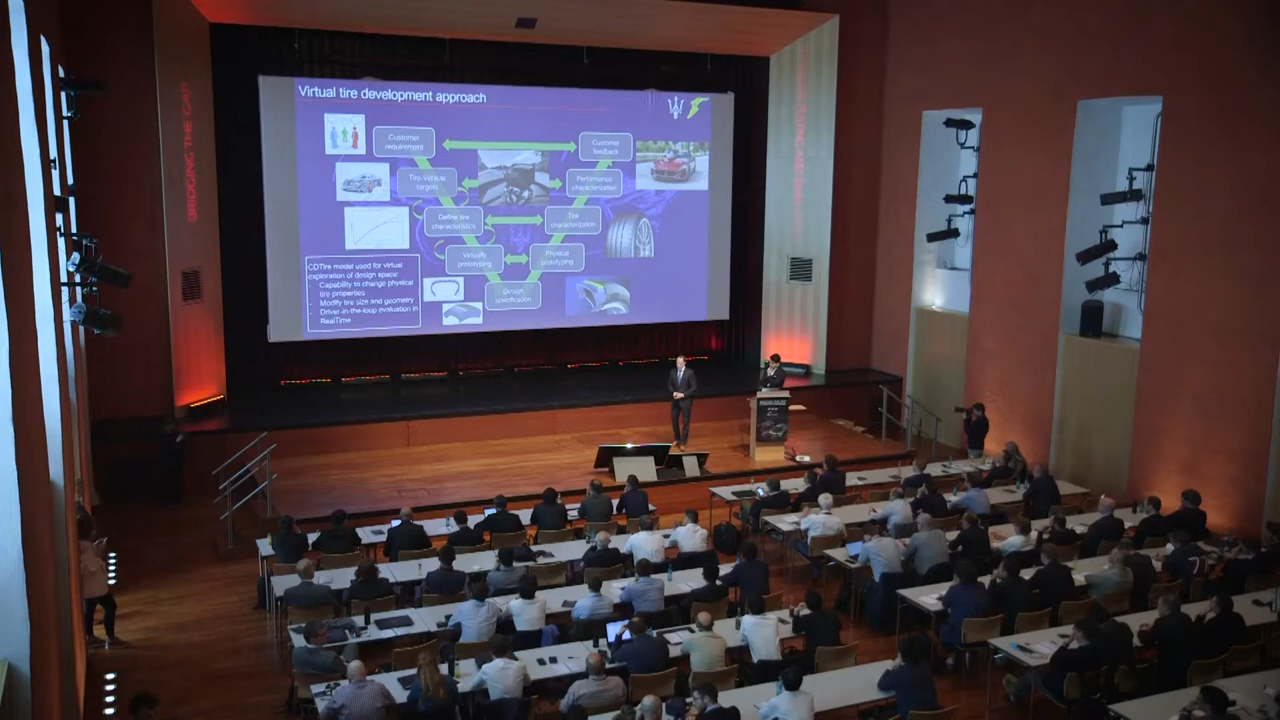 Virtual tire development approach
Customer
requirement
Customer
feedback
Tire-Vehicle
targets
Performance
characterization
Define tire
characteristics
Tire
characterization
Virtually
prototyping
Physical
prototyping
Design
specification
CDTire model used for virtual
exploration of design space:
- Capability to change physical
tire properties
- Modify tire size and geometry
- Driver-in-the-loop evaluation in
RealTime
BRIDGING THE GAP